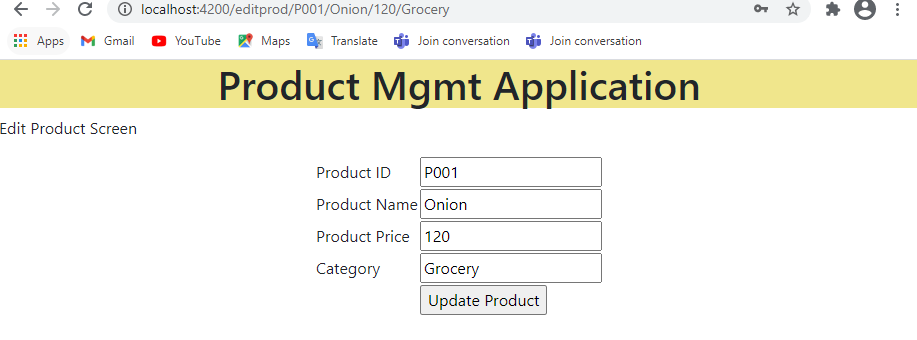 localhost:4200/editprod/P001/Onion/120/Grocery
Apps Gmail YouTube Maps Translate Join conversation Join conversation
Product Mgmt Application
Edit Product Screen
Product ID P001
Product Name Onion
Product Price 120
Category Grocery
Update Product